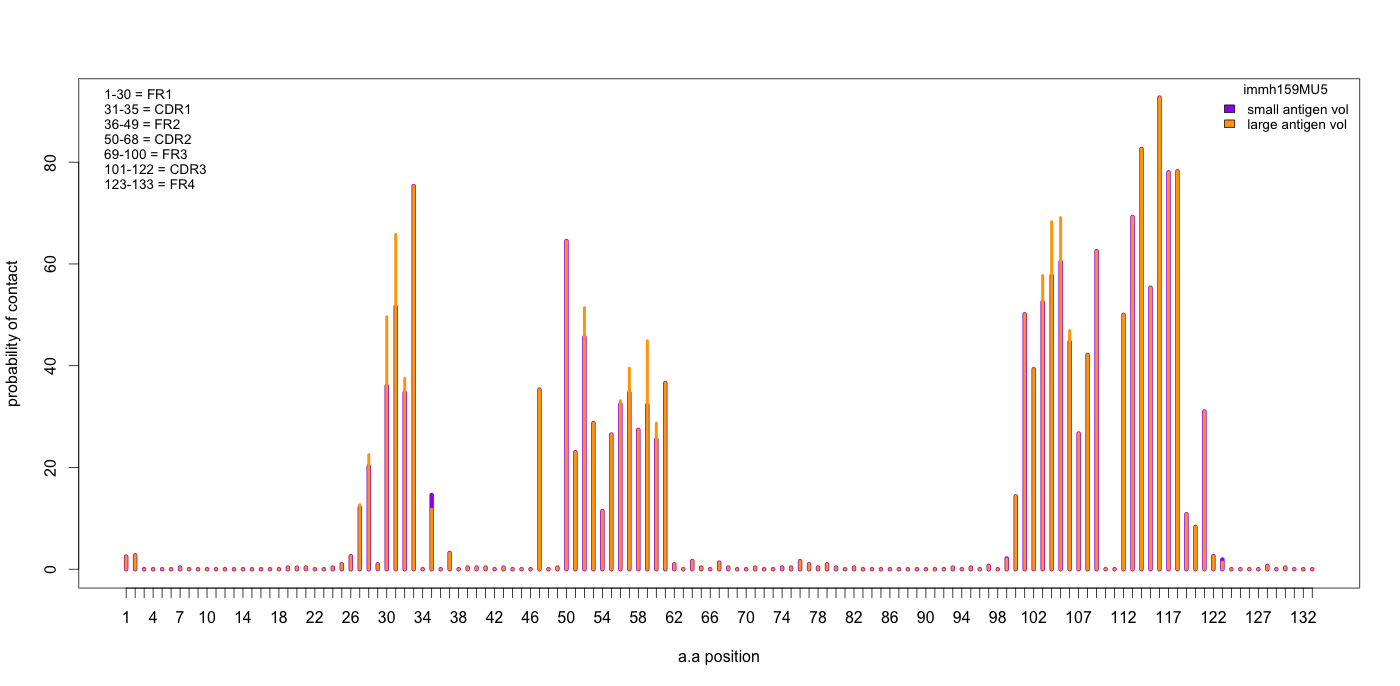 1-30 = FR1
31-35 = CDR1
36-49 = FR2
50-68 = CDR2
69-100 = FR3
101-122 = CDR3
123-133 = FR4
immh159MU5
small antigen vol
large antigen vol
probability of contact
80
60
40
20
0
1 4 7 10 14 18 22 26 30 34 38 42 46 50 54 58 62 66 70 74 78 82 86 90 94 98 102 107 112 117 122 127 132
a.a position